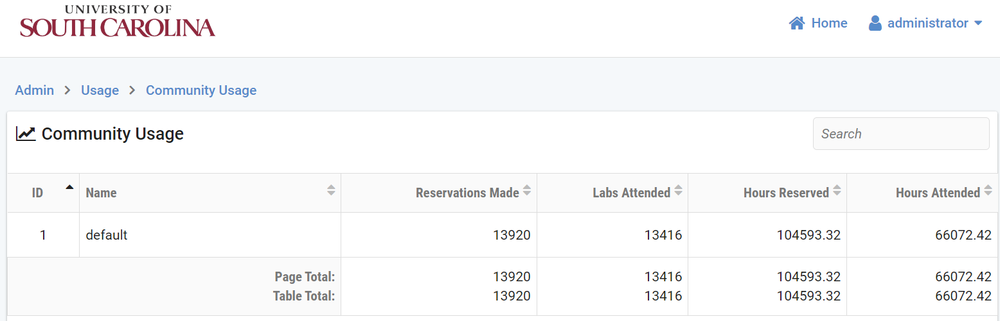 UNIVERSITY OF
SOUTH CAROLINA
Home administrator
Admin > Usage > Community Usage
Community Usage Search
ID Name Reservations Made Labs Attended Hours Reserved Hours Attended
1 default 13920 13416 104593.32 66072.42
Page Total: 13920 13416 104593.32 66072.42
Table Total: 13920 13416 104593.32 66072.42